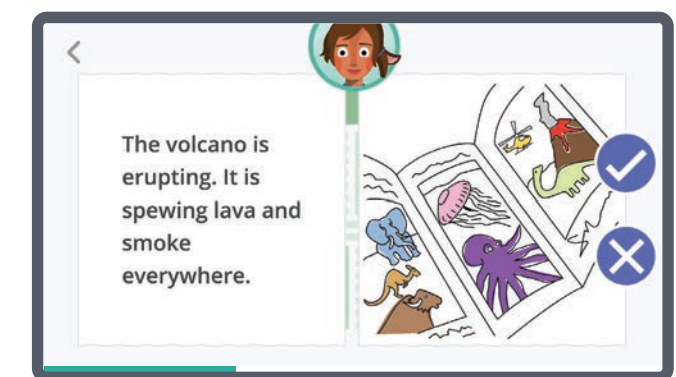 The volcano is
erupting. It is
spewing lava and
smoke
everywhere.